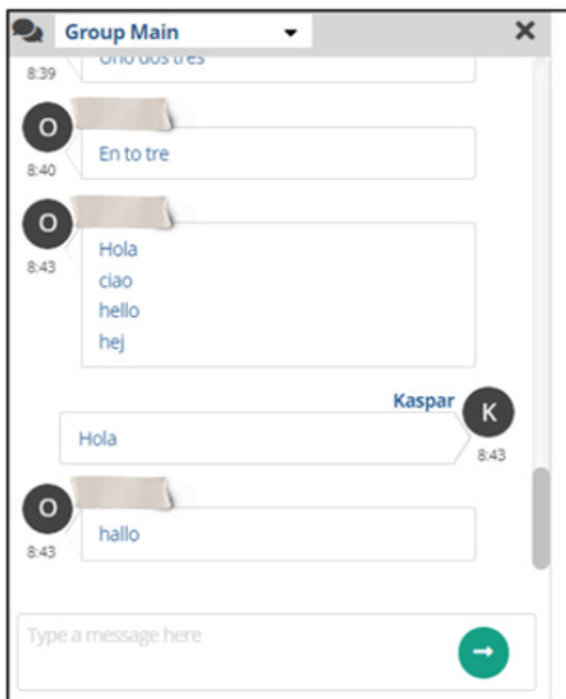 Group Main
Uno dos tres
8:39
O
En to tre
8:40
O
Hola
8:43
ciao
hello
hej
Kaspar
K
Hola
8:43
O
hallo
8:43
Type a message here